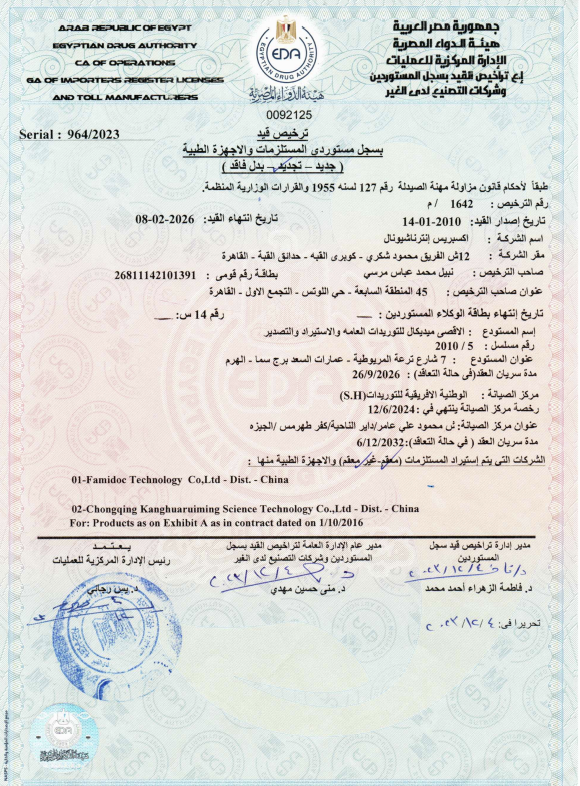 ARAB REPUBLIC OF EGYPT
EGYPTIAN DRUG AUTHORITY
CA OF OPERATIONS
GA OF IMPORTERS REGISTER LICENSES
AND TOLL MANUFACTURERS
جمهورية مصر العربية
هيئة الدواء المصرية
الإدارة المركزية للعمليات
إع تراخيص القيد بسجل المستوردين
وشركات التصنيع لدى الغير
EDA
EGYPTIAN DRUG AUTHORITY
هيئة الدواء المصرية
0092125
Serial : 964/2023
ترخيص قيد
بسجل مستوردى المستلزمات والاجهزة الطبية
( جديد – تجديد – بدل فاقد )
طبقاً لأحكام قانون مزاولة مهنة الصيدلة رقم 127 لسنه 1955 والقرارات الوزارية المنظمة.
رقم الترخيص : 1642 / م
تاريخ إصدار القيد: 2010-01-14 تاريخ انتهاء القيد: 2026-02-08
اسم الشركة : اكسبريس إنترناشيونال
مقر الشركة : 12ش الفريق محمود شكري - كوبرى القبه - حدائق القبة - القاهرة
صاحب الترخيص : نبيل محمد عباس مرسي بطاقة رقم قومى : 26811142101391
عنوان صاحب الترخيص : 45 المنطقة السابعة - حي اللوتس - التجمع الاول - القاهرة
تاريخ إنتهاء بطاقة الوكلاء المستوردين : رقم 14 س:
إسم المستودع : الاقصى ميديكال للتوريدات العامه والاستيراد والتصدير
رقم مسلسل : 5 / 2010
عنوان المستودع : 7 شارع ترعة المريوطية - عمارات السعد برج سما - الهرم
مدة سريان العقد(فى حالة التعاقد) : 26/9/2026
مركز الصيانة : الوطنية الافريقية للتوريدات(S.H)
رخصة مركز الصيانة ينتهي في : 12/6/2024
عنوان مركز الصيانة: ش محمود علي عامر/داير الناحية/كفر طهرمس /الجيزه
مدة سريان العقد ( في حالة التعاقد):6/12/2032
الشركات التى يتم إستيراد المستلزمات (معقم-غير معقم) والاجهزة الطبية منها :
01-Famidoc Technology Co,Ltd - Dist. - China
02-Chongqing Kanghuaruiming Science Technology Co.,Ltd - Dist. - China
For: Products as on Exhibit A as in contract dated on 1/10/2016
مدير إدارة تراخيص قيد سجل المستوردين
مدير عام الإدارة العامة لتراخيص القيد بسجل المستوردين وشركات التصنيع لدى الغير
يعتمد
رئيس الإدارة المركزية للعمليات
٢٠٢٣/١٢/٤
٢٠٢٣/١٢/٤
د. فاطمة الزهراء أحمد محمد
د. منى حسين مهدي
د. يس رجائي
تحريرا فى: ٢٠٢٣/١٢/٤